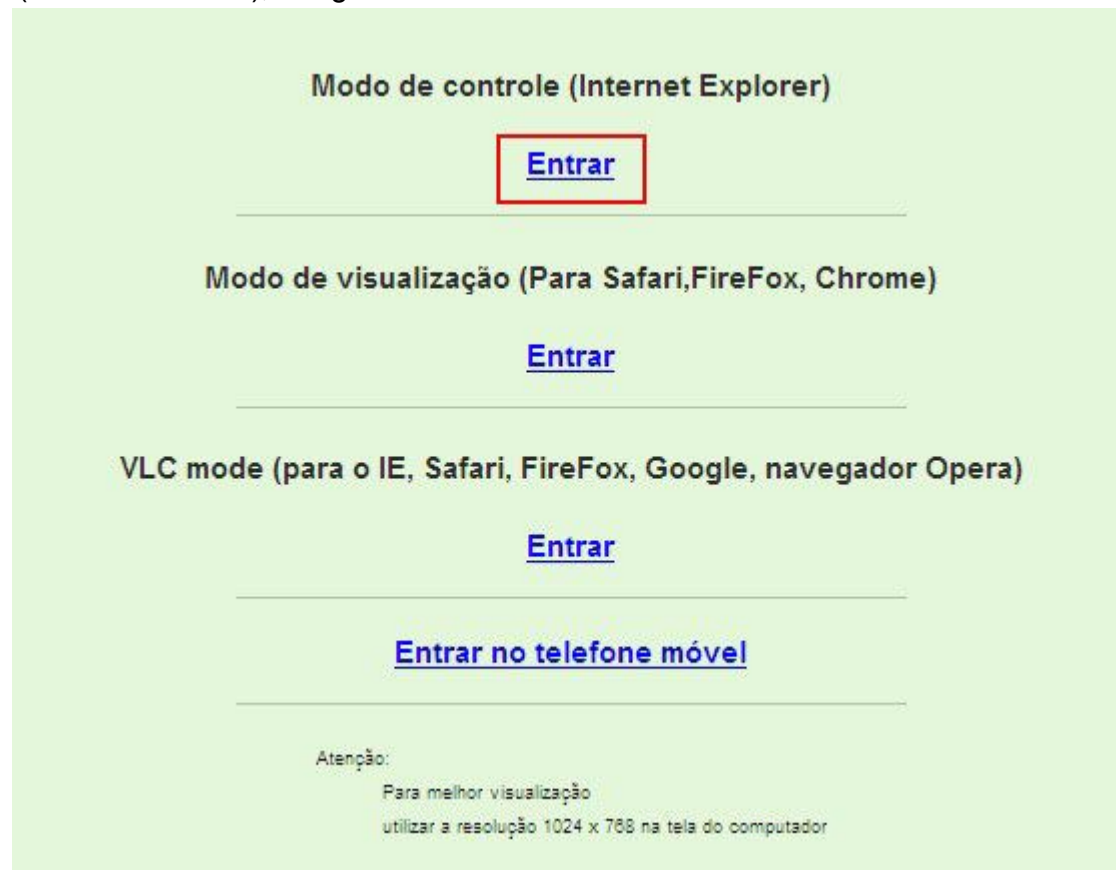 Modo de controle (Internet Explorer)
Entrar
Modo de visualização (Para Safari,FireFox, Chrome)
Entrar
VLC mode (para o IE, Safari, FireFox, Google, navegador Opera)
Entrar
Entrar no telefone móvel
Atenção:
Para melhor visualização
utilizar a resolução 1024 x 768 na tela do computador